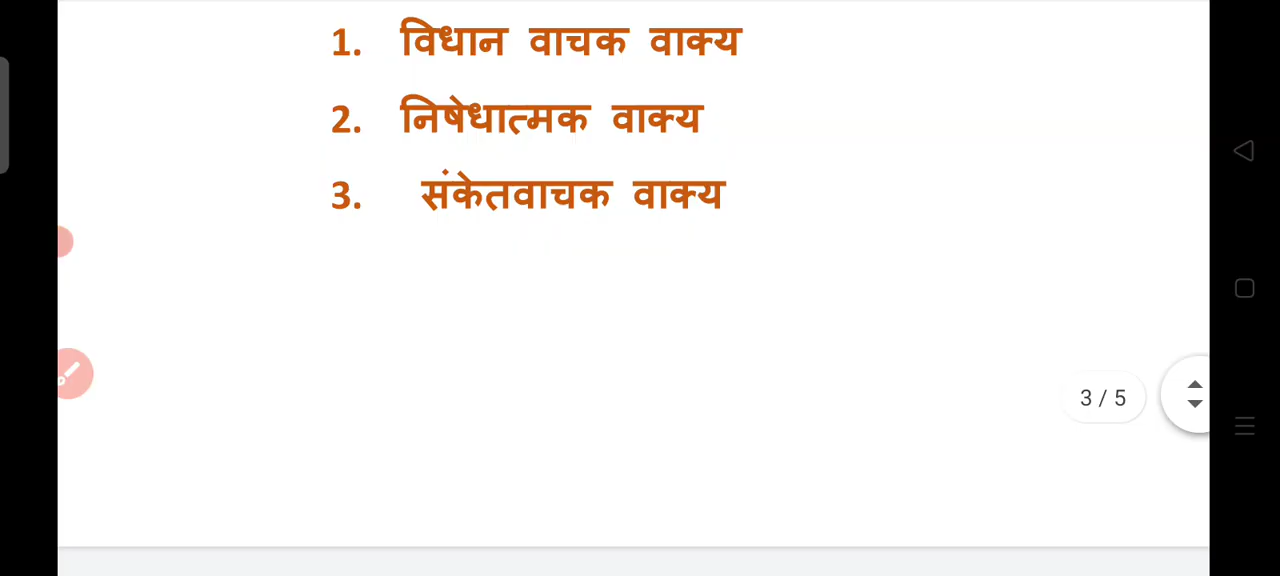 1. विधान वाचक वाक्य
2. निषेधात्मक वाक्य
3. संकेतवाचक वाक्य
3 / 5